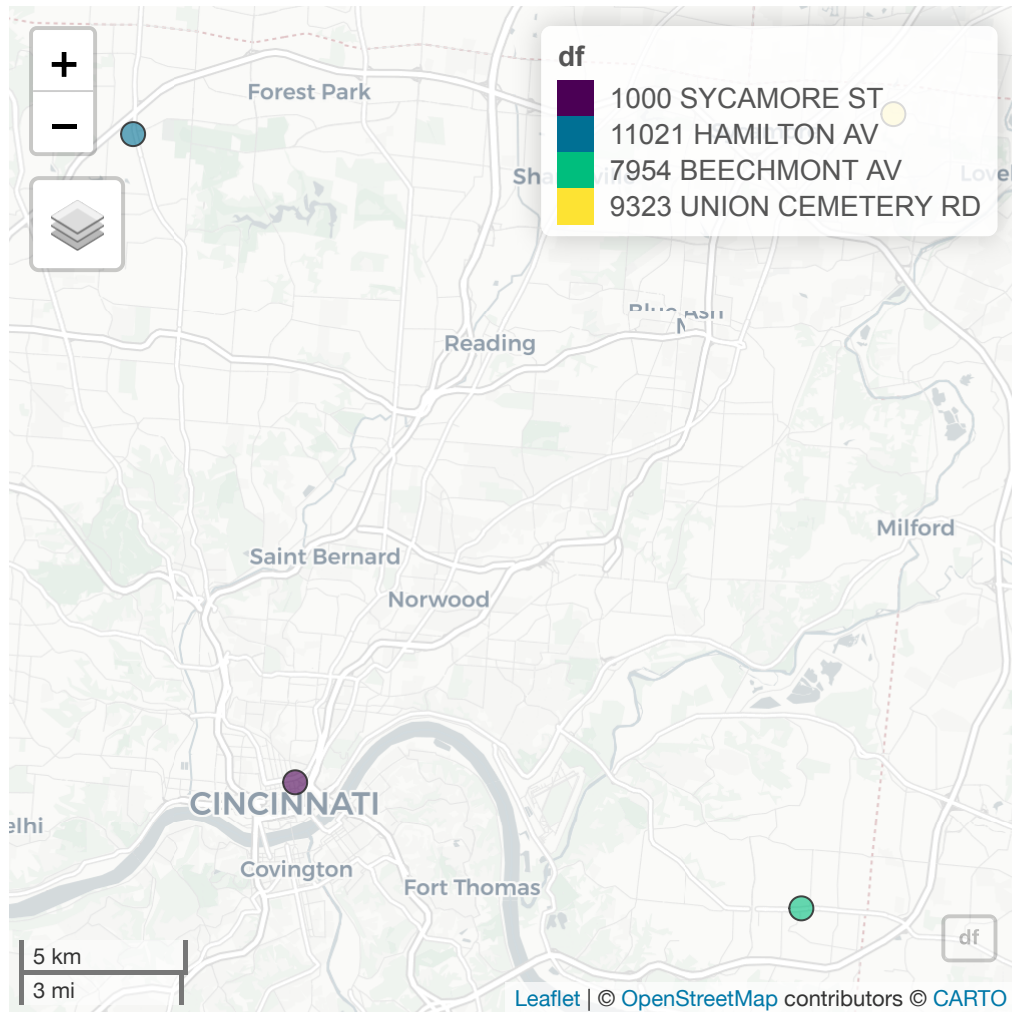 +
−
Forest Park
df
1000 SYCAMORE ST
11021 HAMILTON AV
7954 BEECHMONT AV
9323 UNION CEMETERY RD
Reading
Milford
Saint Bernard
Norwood
CINCINNATI
elhi
Covington
Fort Thomas
df
5 km
3 mi
Leaflet | © OpenStreetMap contributors © CARTO